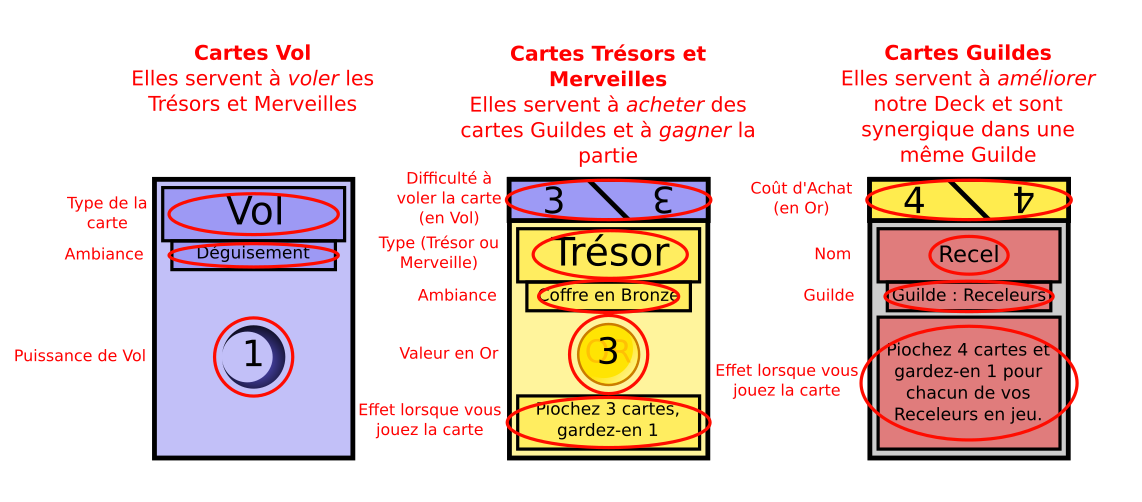 Cartes Vol
Elles servent à voler les
Trésors et Merveilles
Type de la
carte
Vol
Ambiance
Déguisement
Puissance de Vol
1
Cartes Trésors et
Merveilles
Elles servent à acheter des
cartes Guildes et à gagner la
partie
Difficulté à
voler la carte
(en Vol)
3 3
Type (Trésor ou
Merveille)
Trésor
Ambiance
Coffre en Bronze
Valeur en Or
OR
3
Effet lorsque vous
jouez la carte
Piochez 3 cartes,
gardez-en 1
Cartes Guildes
Elles servent à améliorer
notre Deck et sont
synergique dans une
même Guilde
Coût d'Achat
(en Or)
4 4
Nom
Recel
Guilde
Guilde : Receleurs
Effet lorsque vous
jouez la carte
Piochez 4 cartes et
gardez-en 1 pour
chacun de vos
Receleurs en jeu.